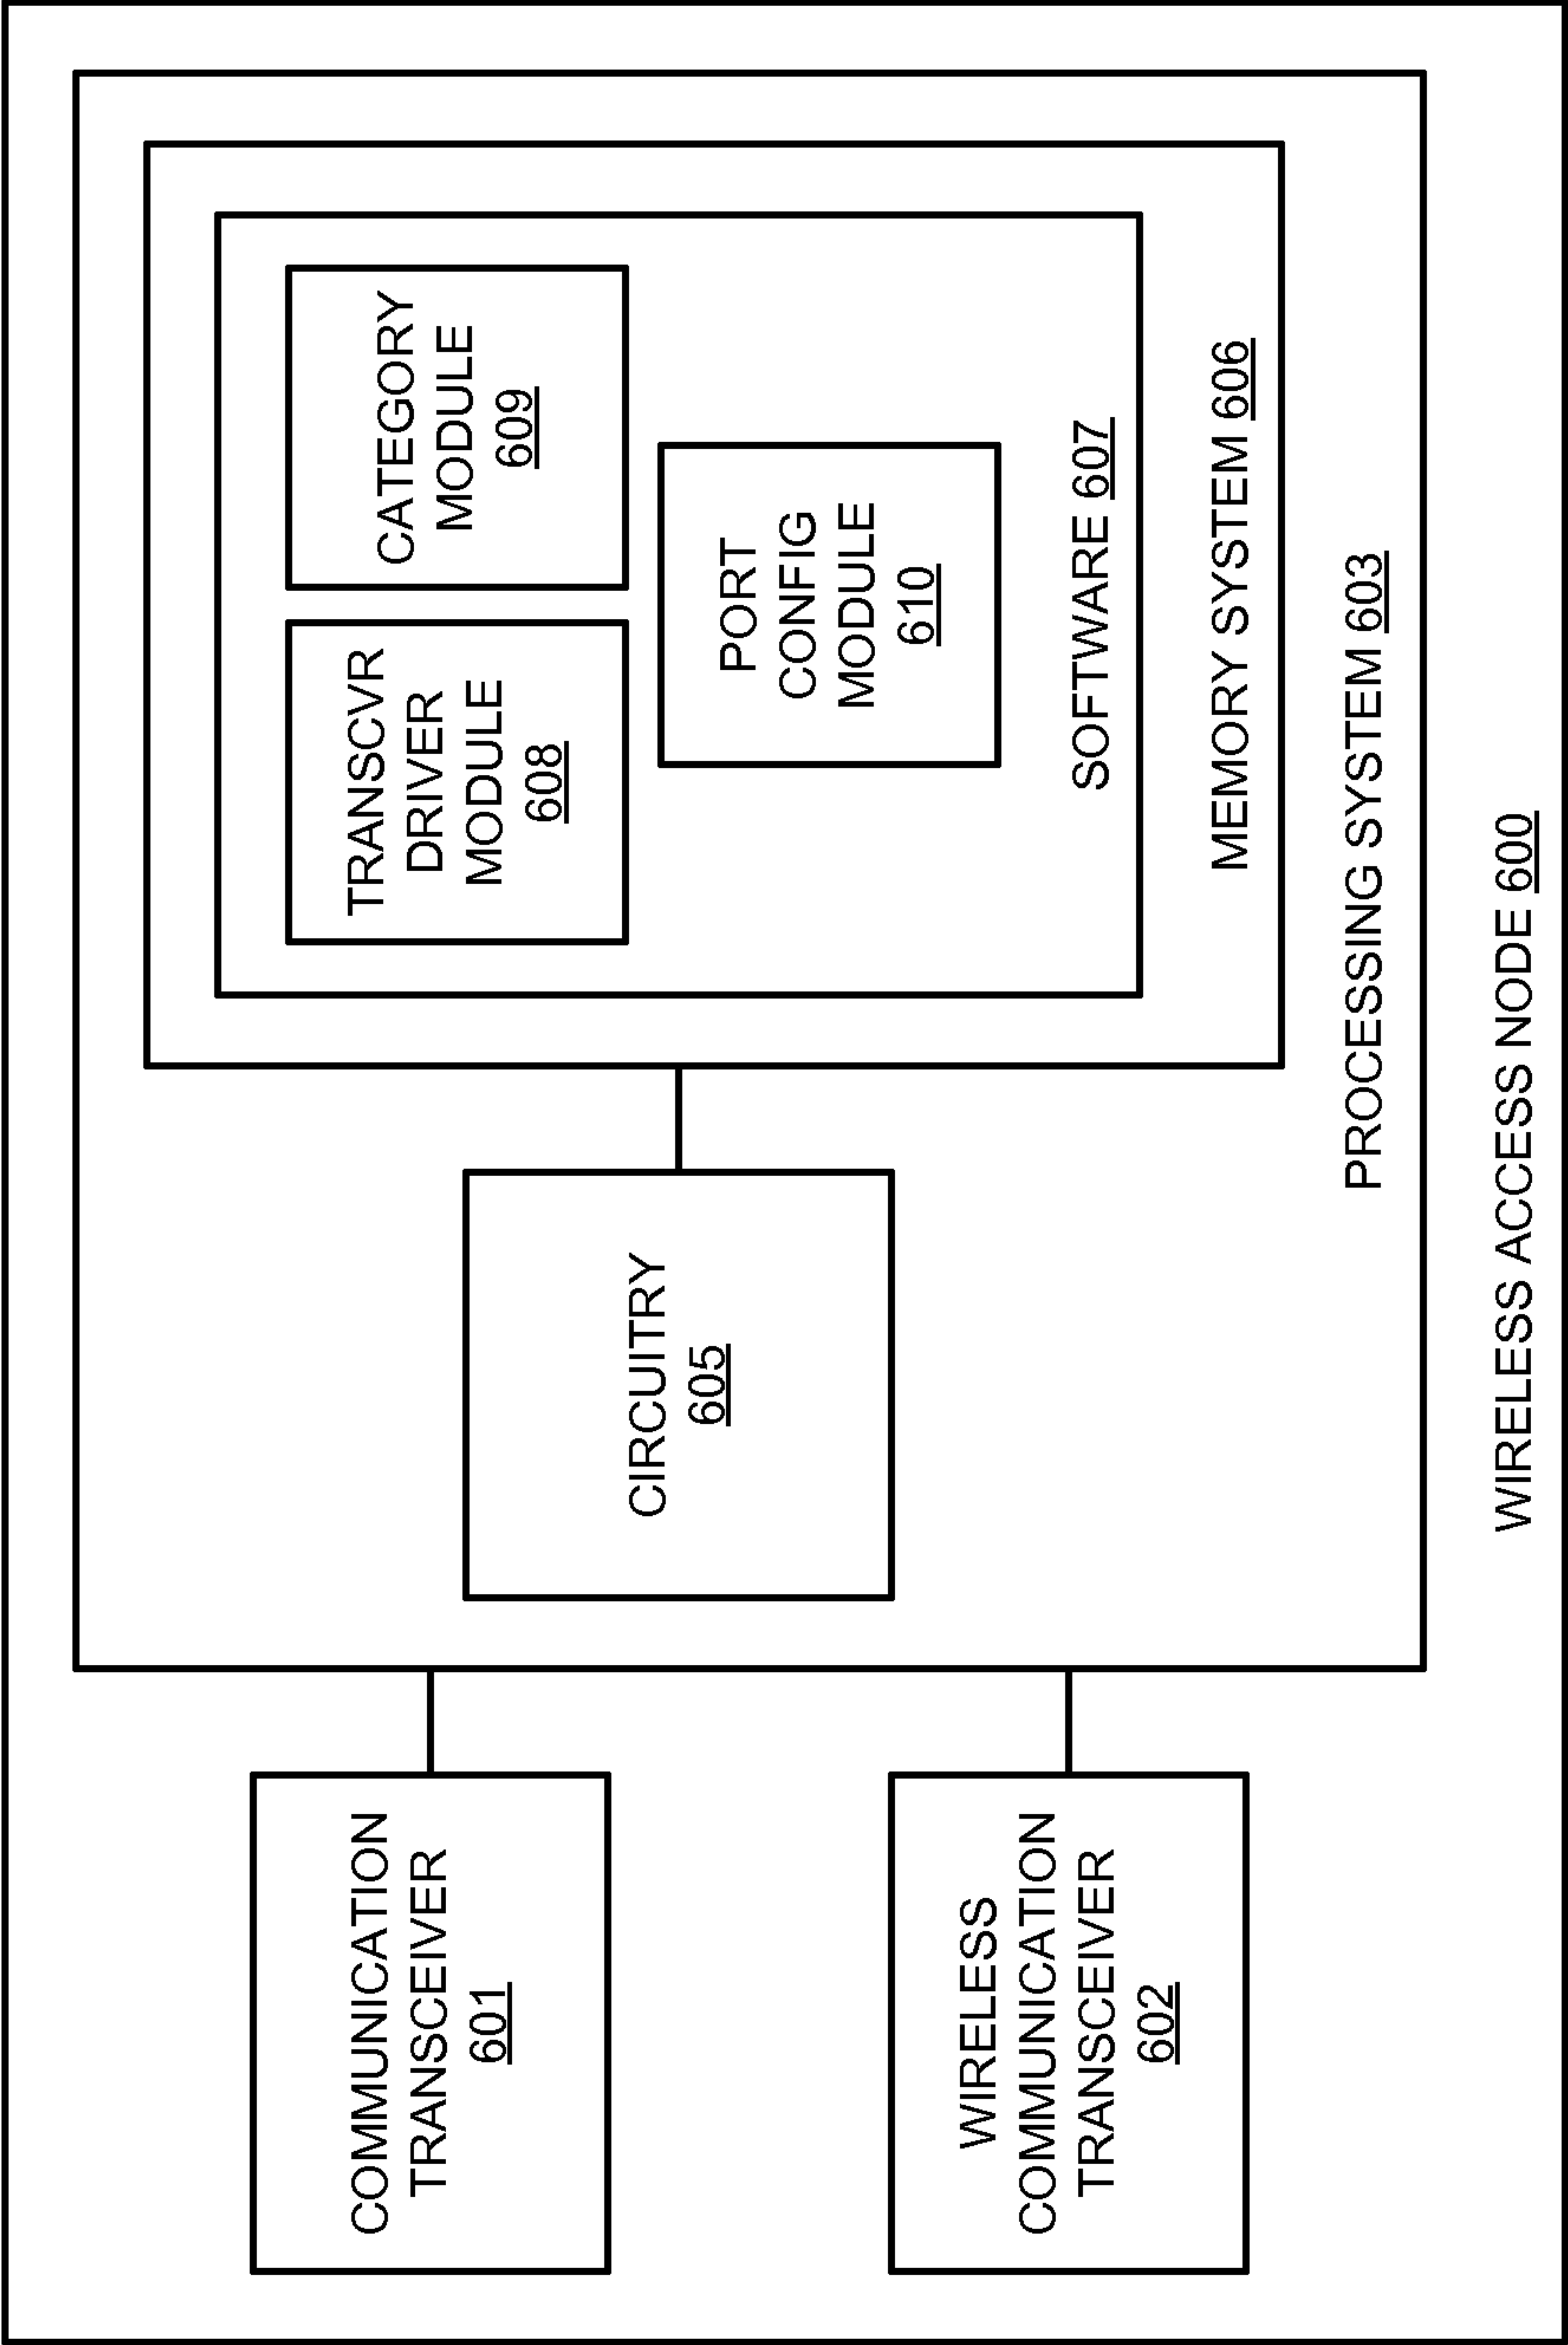 COMMUNICATION
TRANSCEIVER
601
WIRELESS
COMMUNICATION
TRANSCEIVER
602
CIRCUITRY
605
TRANSCVR
DRIVER
MODULE
608
CATEGORY
MODULE
609
PORT
CONFIG
MODULE
610
SOFTWARE 607
MEMORY SYSTEM 606
PROCESSING SYSTEM 603
WIRELESS ACCESS NODE 600